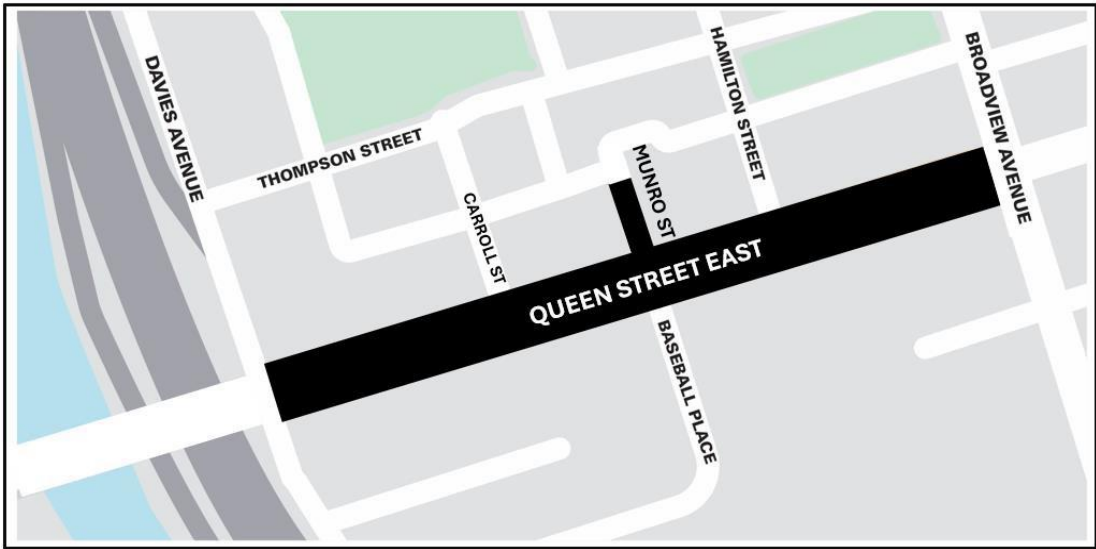 DAVIES AVENUE
THOMPSON STREET
CARROLL ST
MUNRO ST
HAMILTON STREET
BROADVIEW AVENUE
QUEEN STREET EAST
BASEBALL PLACE